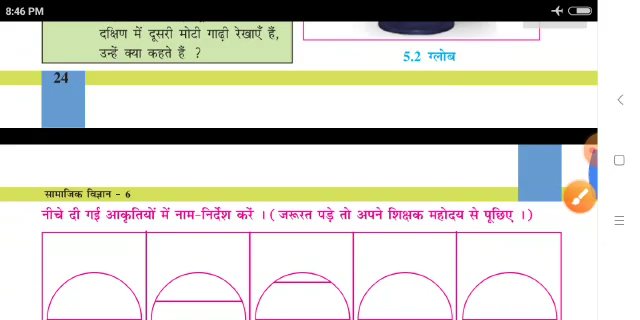 8:46 PM
दक्षिण में दूसरी मोटी गाढ़ी रेखाएँ हैं,
उन्हें क्या कहते हैं ?
5.2 ग्लोब
24
सामाजिक विज्ञान - 6
नीचे दी गई आकृतियों में नाम-निर्देश करें । ( जरूरत पड़े तो अपने शिक्षक महोदय से पूछिए ।)